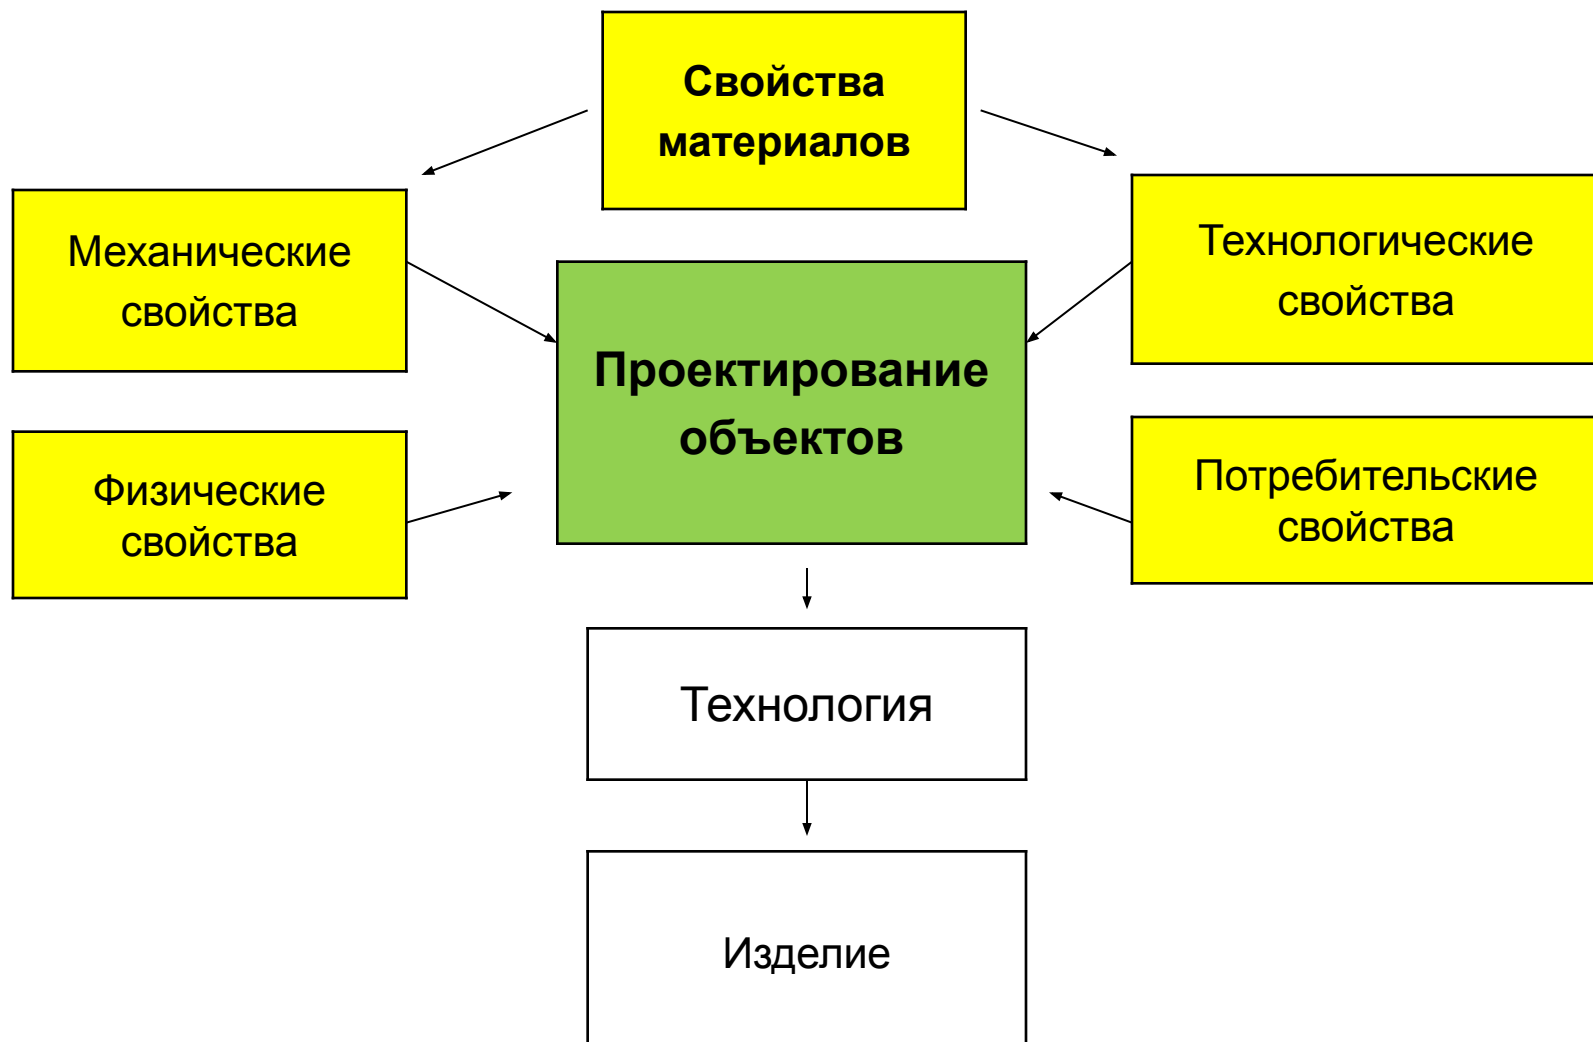 Свойства
материалов
Механические
свойства
Технологические
свойства
Проектирование
объектов
Физические
свойства
Потребительские
свойства
Технология
Изделие